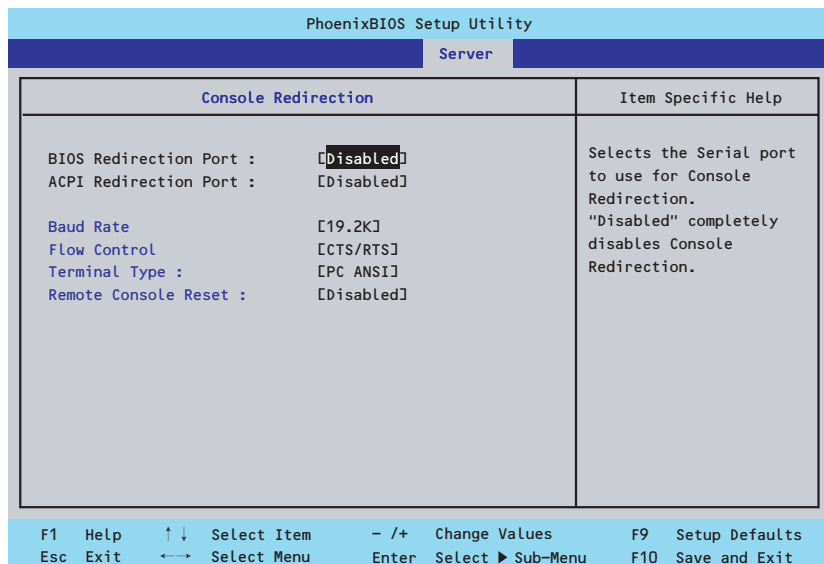 PhoenixBIOS Setup Utility
Server
Console Redirection
Item Specific Help
BIOS Redirection Port : [Disabled]
ACPI Redirection Port : [Disabled]
Baud Rate [19.2K]
Flow Control [CTS/RTS]
Terminal Type : [PC ANSI]
Remote Console Reset : [Disabled]
Selects the Serial port
to use for Console
Redirection.
“Disabled” completely
disables Console
Redirection.
F1 Help ↑↓ Select Item − /+ Change Values F9 Setup Defaults
Esc Exit ←→ Select Menu Enter Select ▶ Sub−Menu F10 Save and Exit